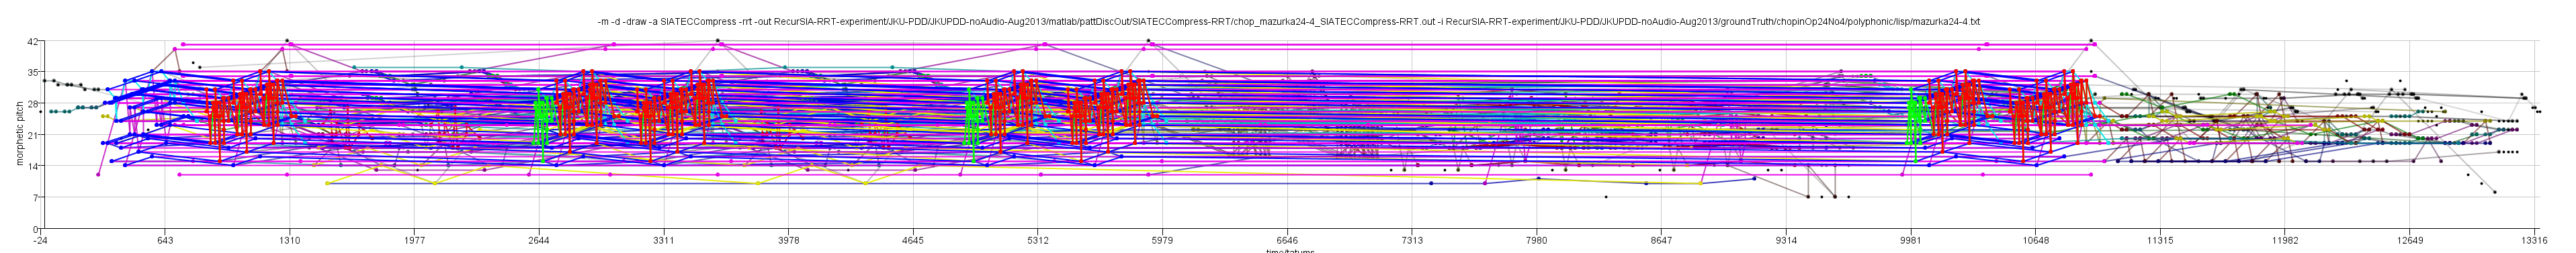 -m -d -draw -a SIATECCompress -rrt -out RecurSIA-RRT-experiment/JKU-PDD/JKUPDD-noAudio-Aug2013/matlab/pattDiscOut/SIATECCompress-RRT/chop_mazurka24-4_SIATECCompress-RRT.out -i RecurSIA-RRT-experiment/JKU-PDD/JKUPDD-noAudio-Aug2013/groundTruth/chopinOp24No4/polyphonic/lisp/mazurka24-4.txt
42
35
28
21
14
7
0
morphetic pitch
-24 643 1310 1977 2644 3311 3978 4645 5312 5979 6646 7313 7980 8647 9314 9981 10648 11315 11982 12649 13316
time/tatums